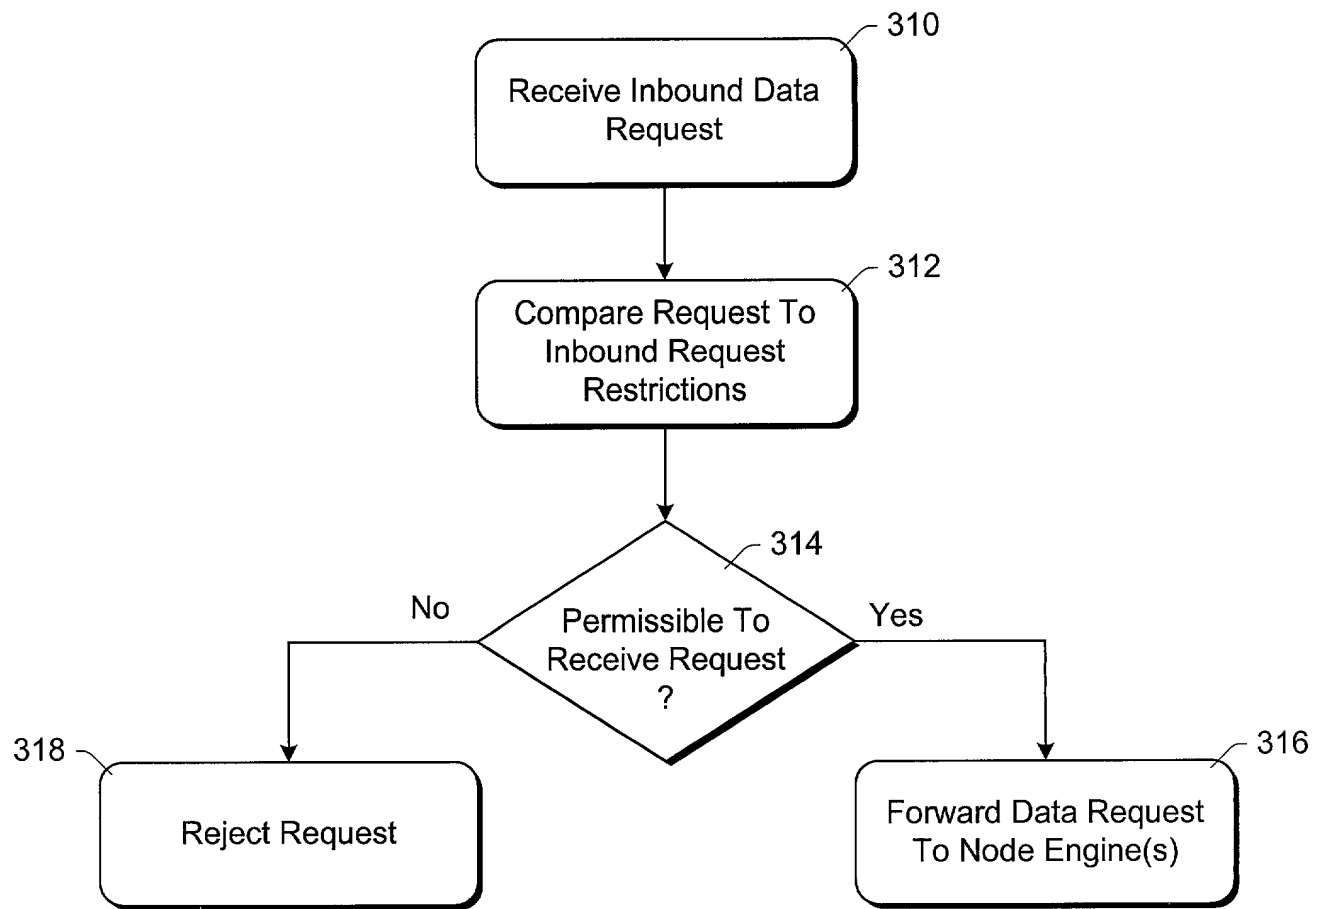 310
Receive Inbound Data
Request
312
Compare Request To
Inbound Request
Restrictions
314
No
Permissible To
Receive Request
?
Yes
318
Reject Request
316
Forward Data Request
To Node Engine(s)